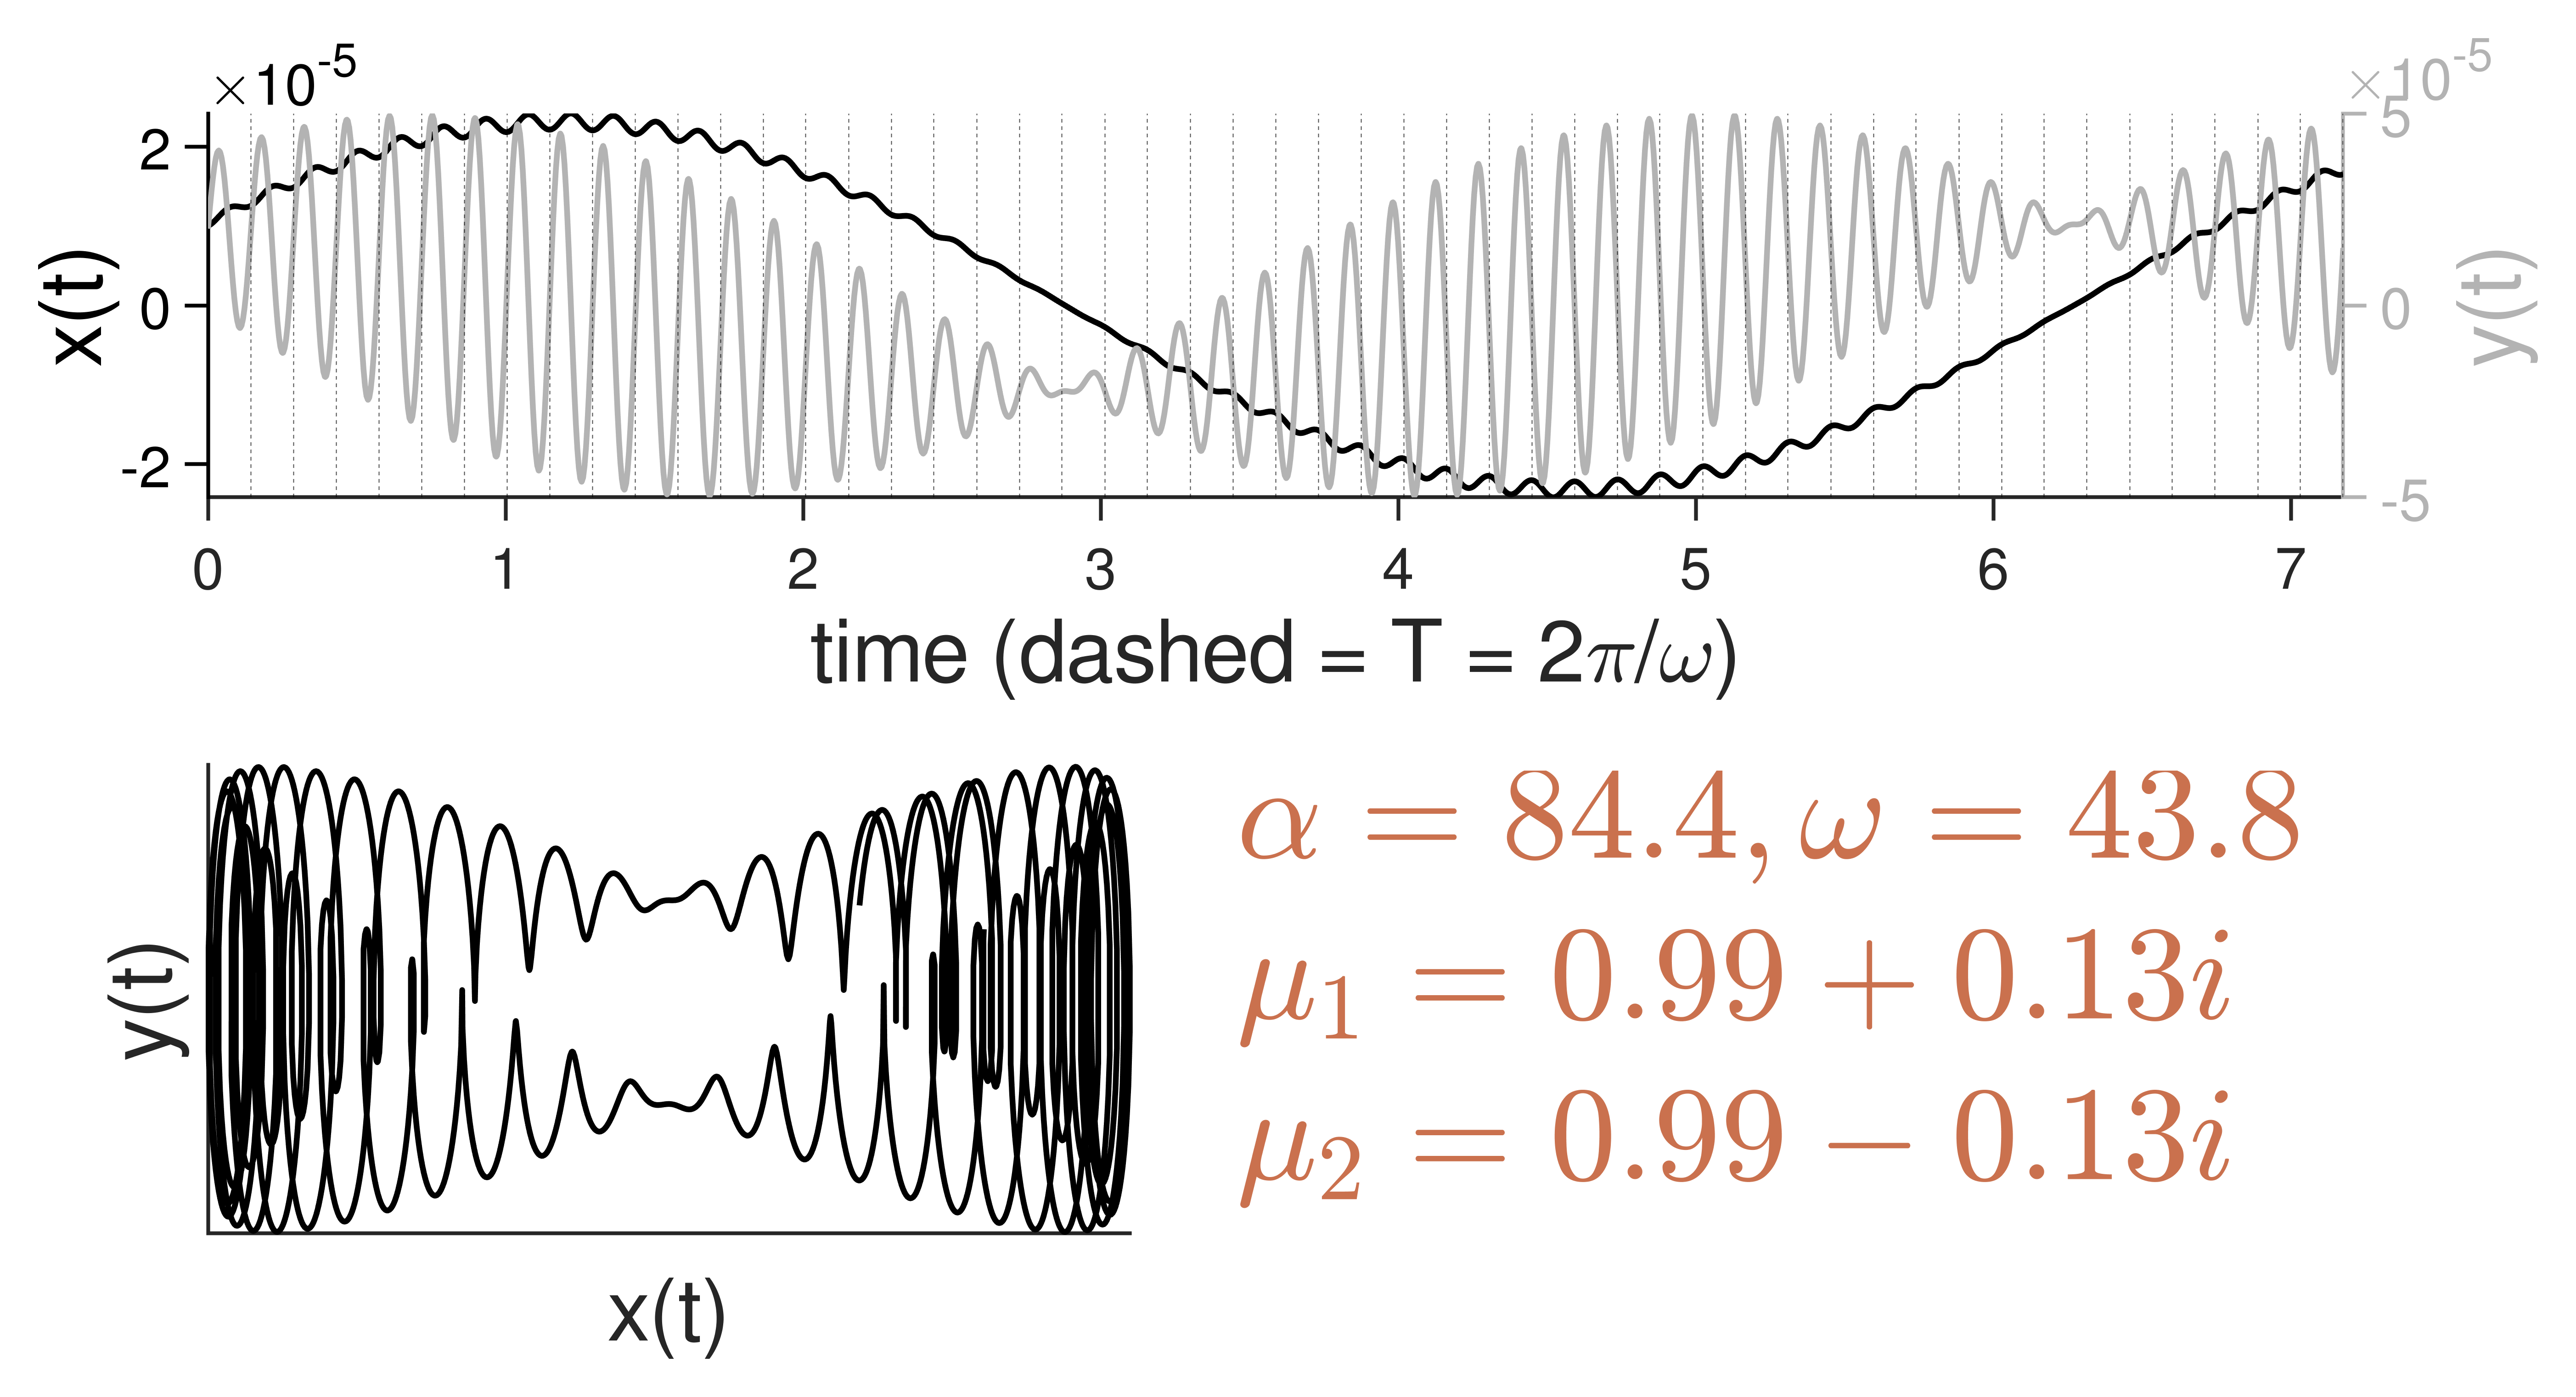 ×10^-5
×10^-5
x(t)
2
0
-2
5
0
-5
y(t)
0 1 2 3 4 5 6 7
time (dashed = T = 2π/ω)
y(t)
x(t)
α = 84.4, ω = 43.8
μ₁ = 0.99 + 0.13i
μ₂ = 0.99 − 0.13i